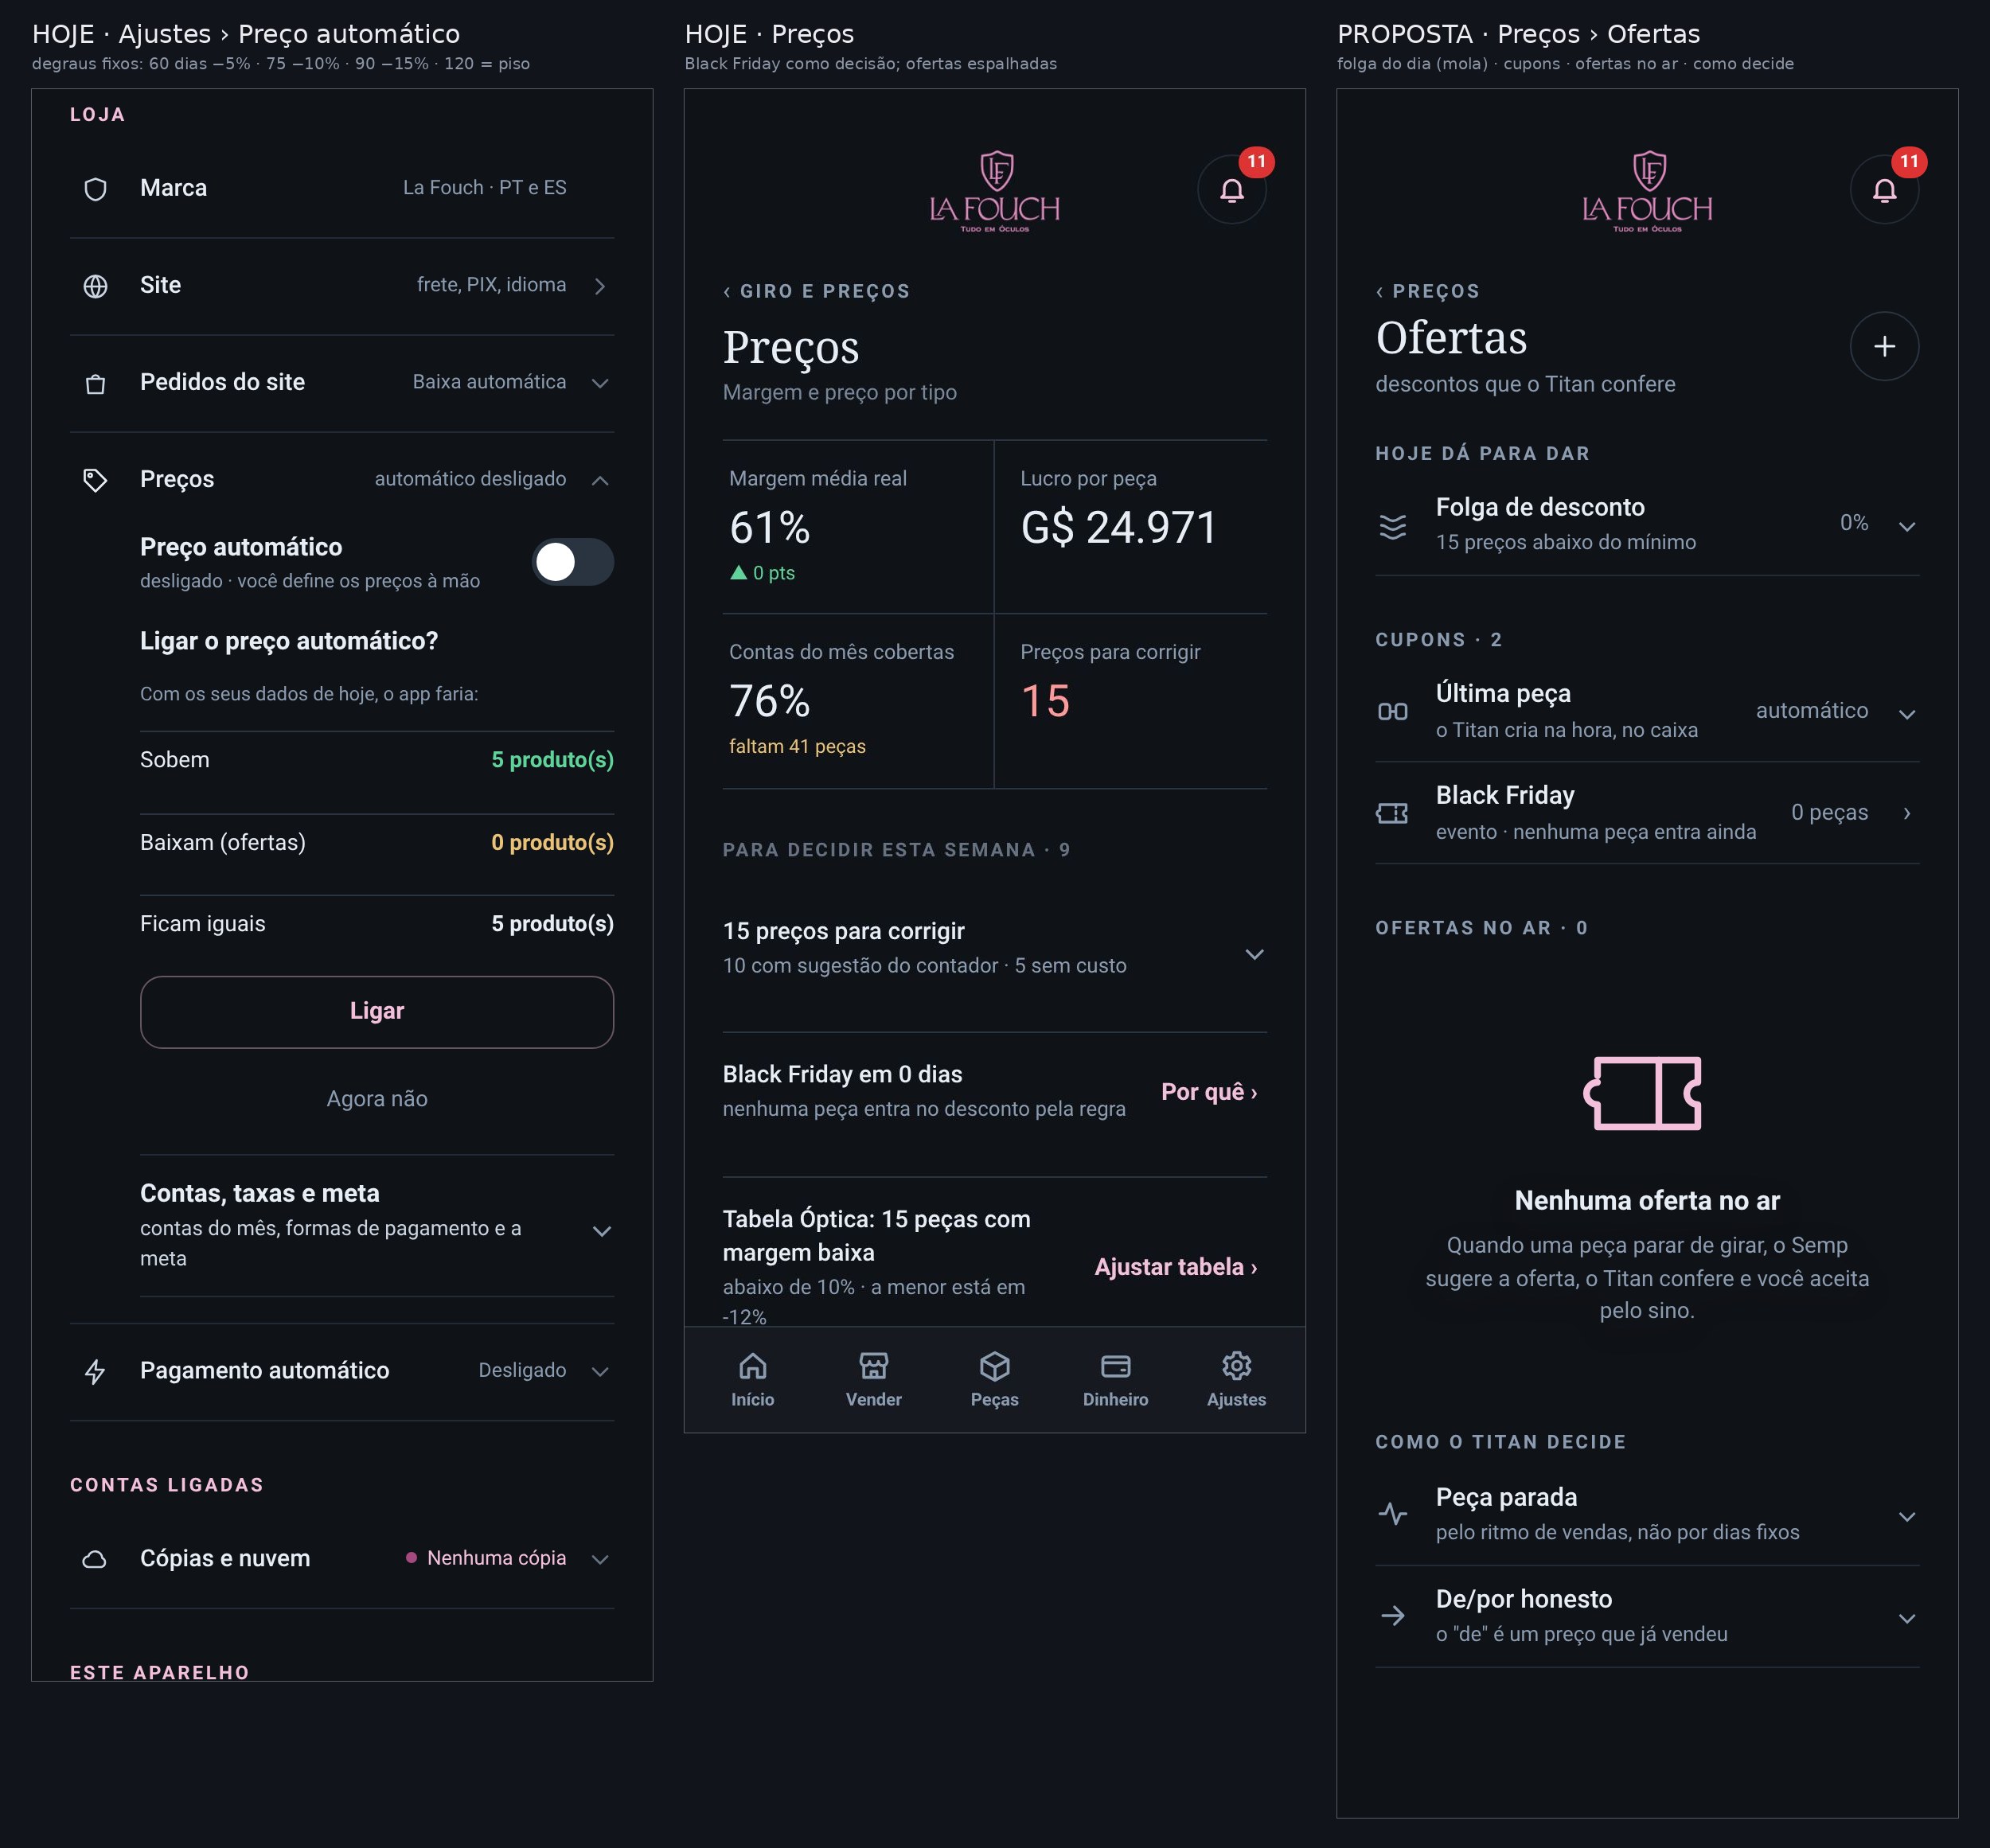 HOJE · Ajustes › Preço automático
degraus fixos: 60 dias −5% · 75 −10% · 90 −15% · 120 = piso
LOJA
Marca
La Fouch · PT e ES
Site
frete, PIX, idioma
Pedidos do site
Baixa automática
Preços
automático desligado
Preço automático
desligado · você define os preços à mão
Ligar o preço automático?
Com os seus dados de hoje, o app faria:
Sobem
5 produto(s)
Baixam (ofertas)
0 produto(s)
Ficam iguais
5 produto(s)
Ligar
Agora não
Contas, taxas e meta
contas do mês, formas de pagamento e a
meta
Pagamento automático
Desligado
CONTAS LIGADAS
Cópias e nuvem
Nenhuma cópia
ESTE APARELHO
HOJE · Preços
Black Friday como decisão; ofertas espalhadas
LF
LA FOUCH
TUDO EM ÓCULOS
11
‹ GIRO E PREÇOS
Preços
Margem e preço por tipo
Margem média real
61%
▲ 0 pts
Lucro por peça
G$ 24.971
Contas do mês cobertas
76%
faltam 41 peças
Preços para corrigir
15
PARA DECIDIR ESTA SEMANA · 9
15 preços para corrigir
10 com sugestão do contador · 5 sem custo
Black Friday em 0 dias
nenhuma peça entra no desconto pela regra
Por quê ›
Tabela Óptica: 15 peças com
margem baixa
abaixo de 10% · a menor está em
-12%
Ajustar tabela ›
Início
Vender
Peças
Dinheiro
Ajustes
PROPOSTA · Preços › Ofertas
folga do dia (mola) · cupons · ofertas no ar · como decide
LF
LA FOUCH
TUDO EM ÓCULOS
11
‹ PREÇOS
Ofertas
descontos que o Titan confere
HOJE DÁ PARA DAR
Folga de desconto
15 preços abaixo do mínimo
0%
CUPONS · 2
Última peça
o Titan cria na hora, no caixa
automático
Black Friday
evento · nenhuma peça entra ainda
0 peças ›
OFERTAS NO AR · 0
Nenhuma oferta no ar
Quando uma peça parar de girar, o Semp
sugere a oferta, o Titan confere e você aceita
pelo sino.
COMO O TITAN DECIDE
Peça parada
pelo ritmo de vendas, não por dias fixos
De/por honesto
o "de" é um preço que já vendeu